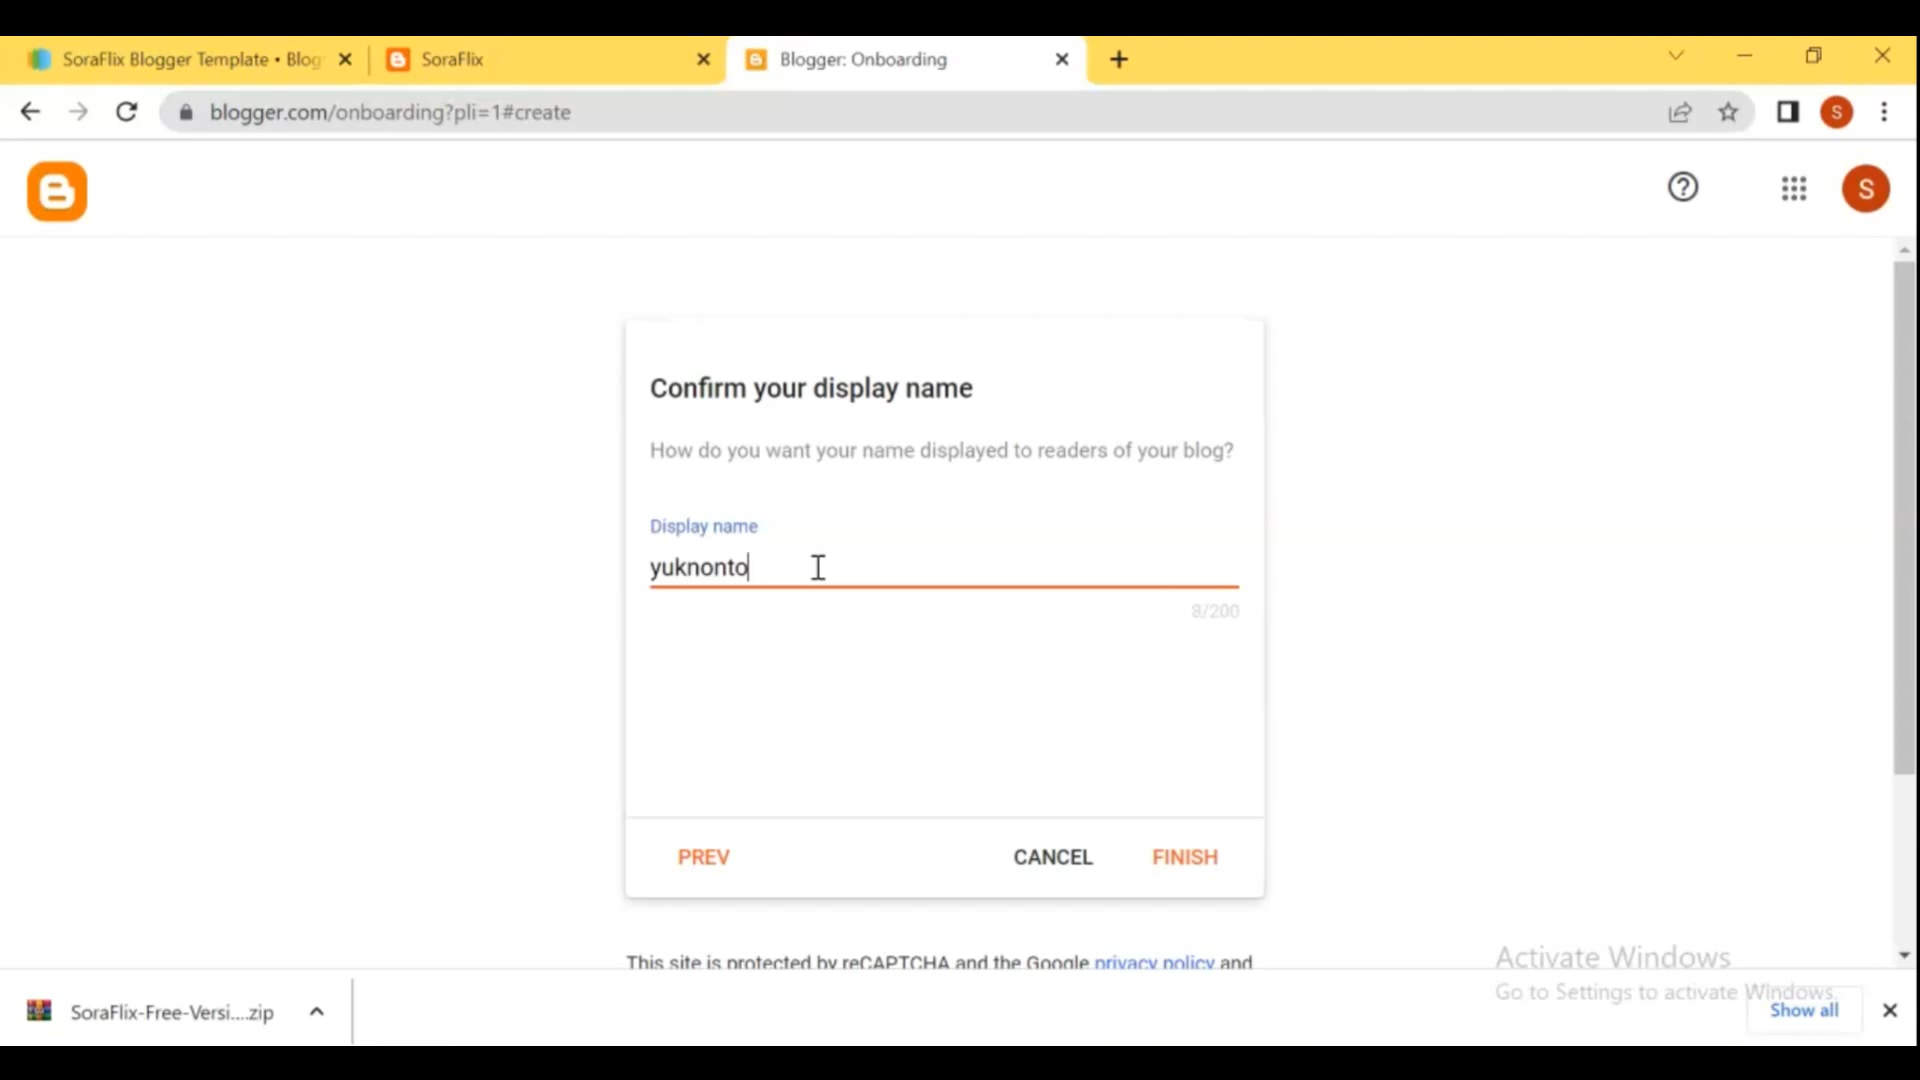 SoraFlix Blogger Template • Blog
SoraFlix
Blogger: Onboarding
blogger.com/onboarding?pli=1#create
S
S
Confirm your display name
How do you want your name displayed to readers of your blog?
Display name
yuknonto
8/200
PREV
CANCEL
FINISH
This site is protected by reCAPTCHA and the Google privacy policy and
Activate Windows
Go to Settings to activate Windows.
SoraFlix-Free-Versi....zip
Show all